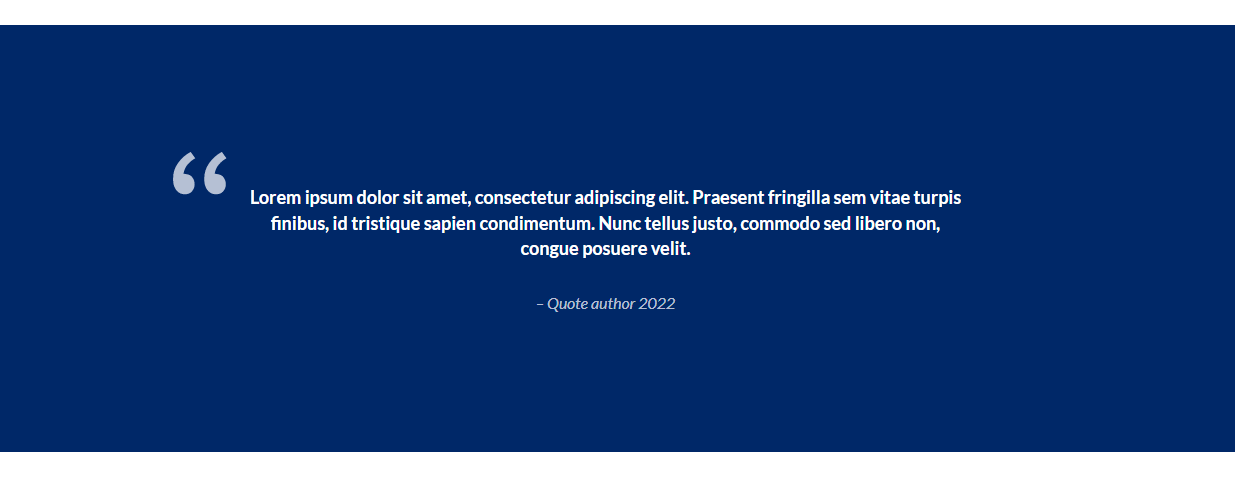 “
Lorem ipsum dolor sit amet, consectetur adipiscing elit. Praesent fringilla sem vitae turpis
finibus, id tristique sapien condimentum. Nunc tellus justo, commodo sed libero non,
congue posuere velit.
– Quote author 2022